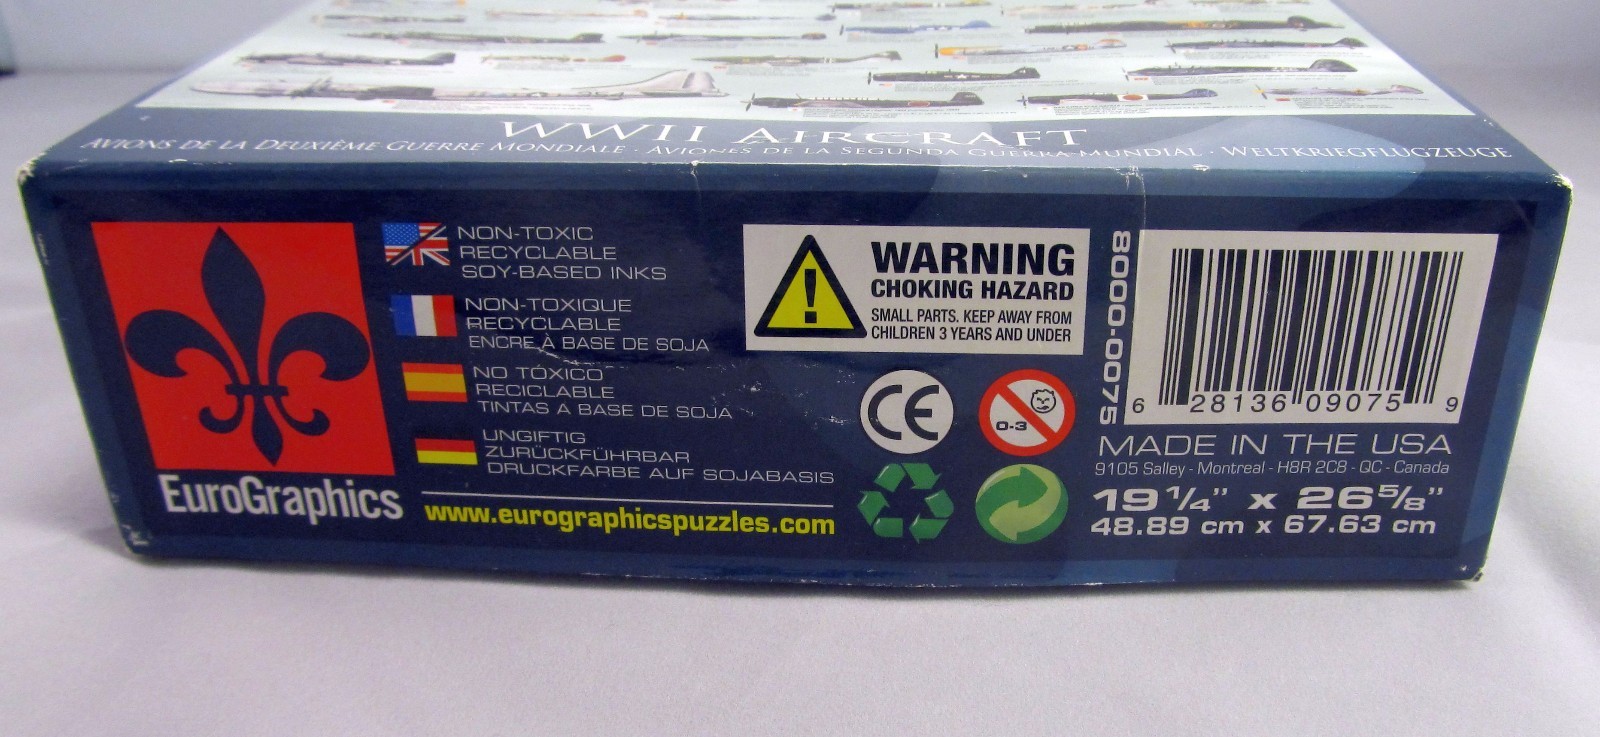 WWII AIRCRAFT
AVIONS DE LA DEUXIÈME GUERRE MONDIALE · AVIONES DE LA SEGUNDA GUERRA MUNDIAL · WELTKRIEGFLUGZEUGE
EuroGraphics
NON-TOXIC
RECYCLABLE
SOY-BASED INKS
NON-TOXIQUE
RECYCLABLE
ENCRE À BASE DE SOJA
NO TÓXICO
RECICLABLE
TINTAS A BASE DE SOJA
UNGIFTIG
ZURÜCKFÜHRBAR
DRUCKFARBE AUF SOJABASIS
www.eurographicspuzzles.com
WARNING
CHOKING HAZARD
SMALL PARTS. KEEP AWAY FROM
CHILDREN 3 YEARS AND UNDER
CE
0-3
8000-0075
6 28136 09075 9
MADE IN THE USA
9105 Salley - Montreal - H8R 2C8 - QC - Canada
19 1/4" x 26 5/8"
48.89 cm x 67.63 cm